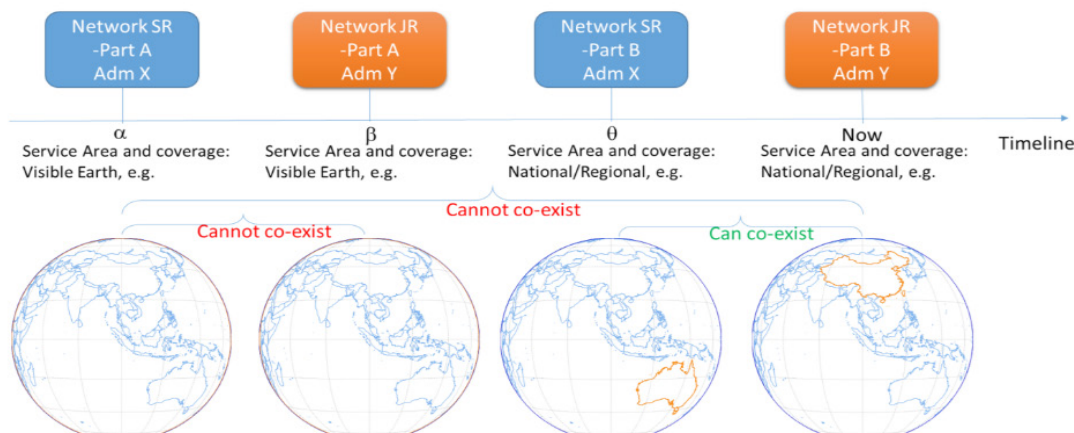 Network SR
-Part A
Adm X
Network JR
-Part A
Adm Y
Network SR
-Part B
Adm X
Network JR
-Part B
Adm Y
α
β
θ
Now
Timeline
Service Area and coverage:
Visible Earth, e.g.
Service Area and coverage:
Visible Earth, e.g.
Service Area and coverage:
National/Regional, e.g.
Service Area and coverage:
National/Regional, e.g.
Cannot co-exist
Cannot co-exist
Can co-exist